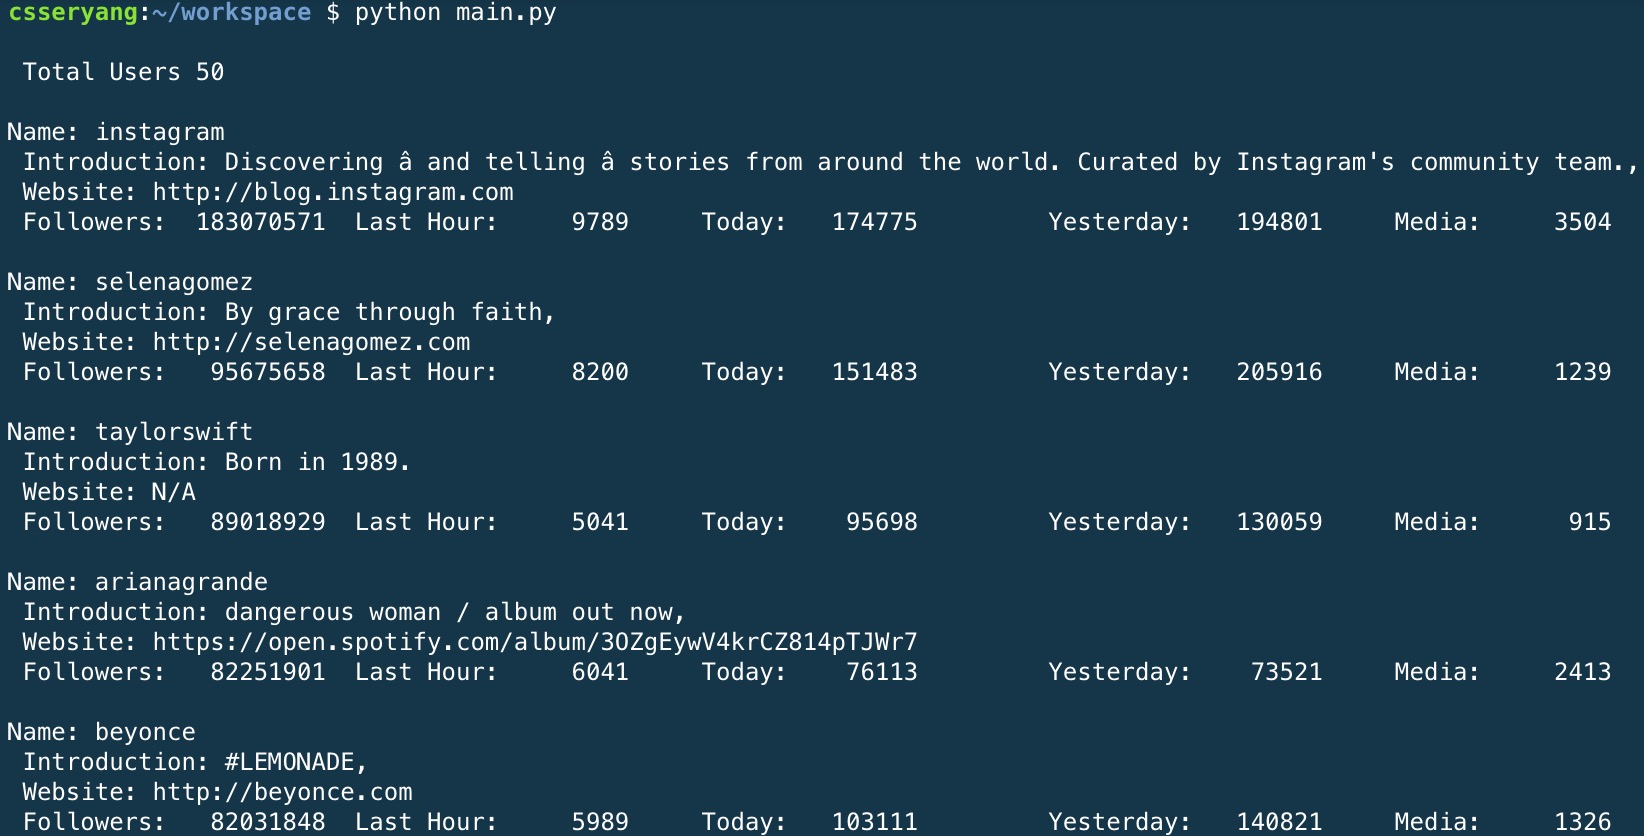 csseryang:~/workspace $ python main.py
Total Users 50
Name: instagram
Introduction: Discovering â and telling â stories from around the world. Curated by Instagram's community team.,
Website: http://blog.instagram.com
Followers: 183070571 Last Hour: 9789 Today: 174775 Yesterday: 194801 Media: 3504
Name: selenagomez
Introduction: By grace through faith,
Website: http://selenagomez.com
Followers: 95675658 Last Hour: 8200 Today: 151483 Yesterday: 205916 Media: 1239
Name: taylorswift
Introduction: Born in 1989.
Website: N/A
Followers: 89018929 Last Hour: 5041 Today: 95698 Yesterday: 130059 Media: 915
Name: arianagrande
Introduction: dangerous woman / album out now,
Website: https://open.spotify.com/album/3OZgEywV4krCZ814pTJWr7
Followers: 82251901 Last Hour: 6041 Today: 76113 Yesterday: 73521 Media: 2413
Name: beyonce
Introduction: #LEMONADE,
Website: http://beyonce.com
Followers: 82031848 Last Hour: 5989 Today: 103111 Yesterday: 140821 Media: 1326